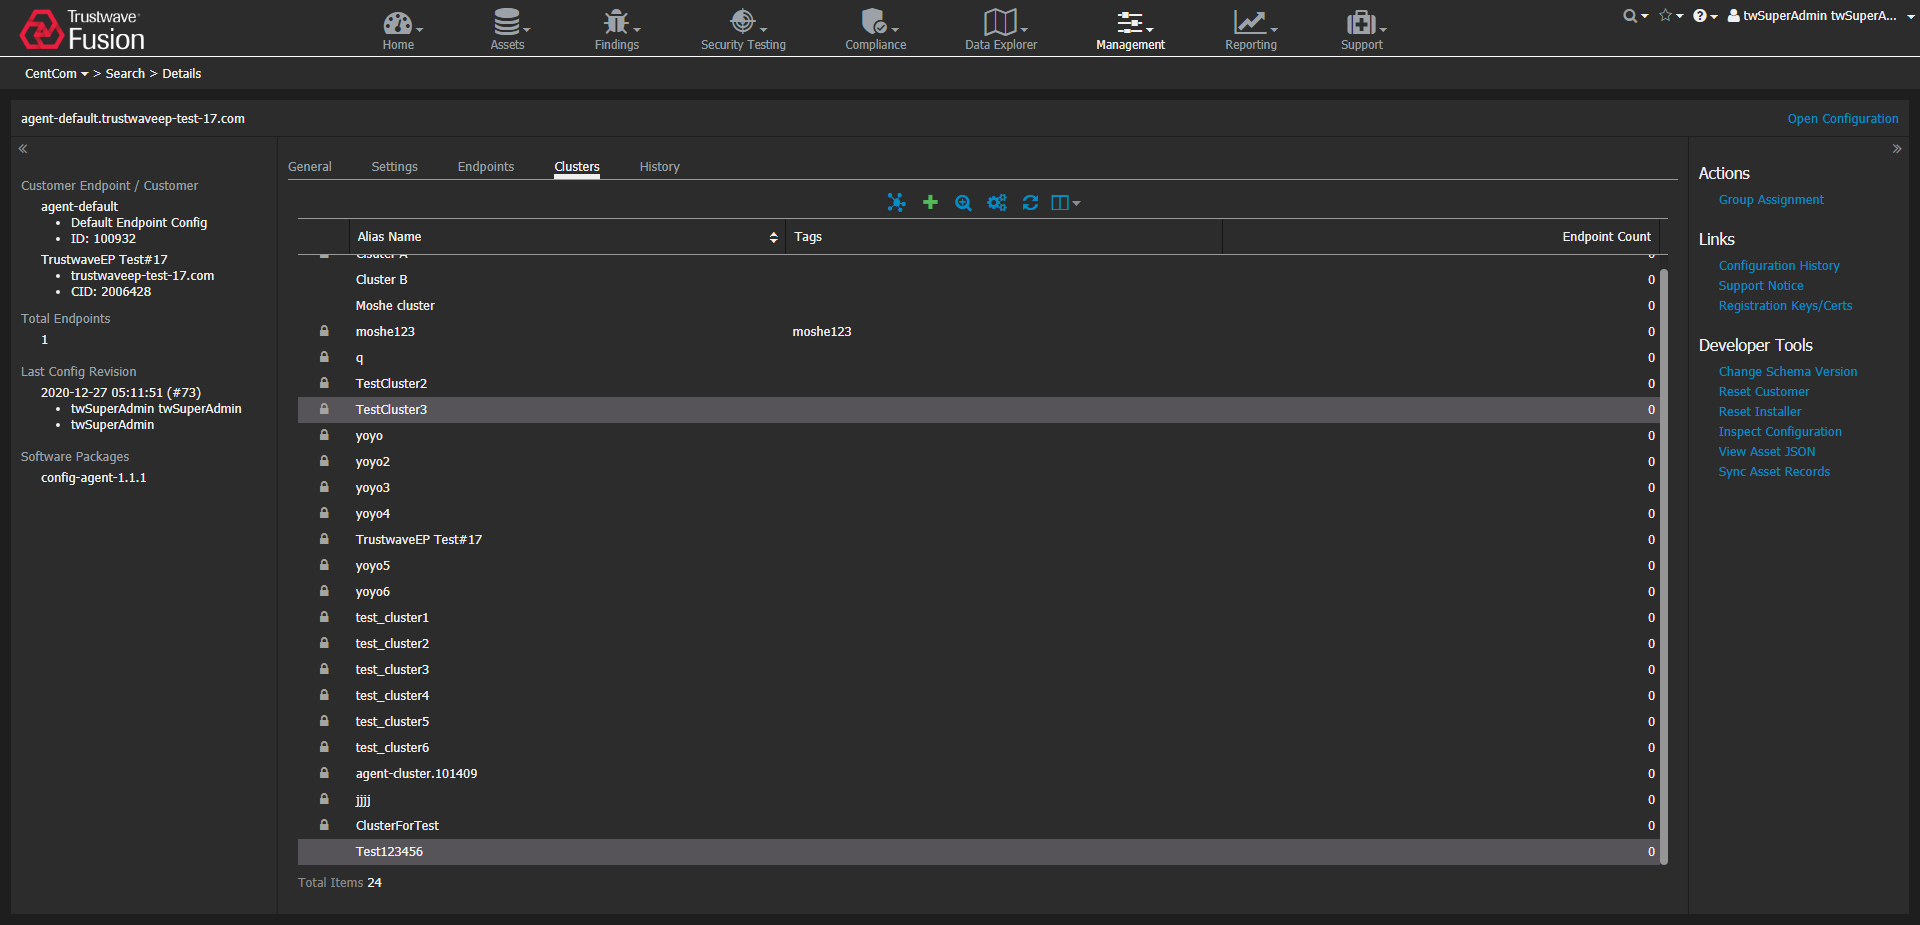 Trustwave®
Fusion
Home
Assets
Findings
Security Testing
Compliance
Data Explorer
Management
Reporting
Support
twSuperAdmin twSuperA...
CentCom > Search > Details
agent-default.trustwaveep-test-17.com
Open Configuration
Customer Endpoint / Customer
agent-default
• Default Endpoint Config
• ID: 100932
TrustwaveEP Test#17
• trustwaveep-test-17.com
• CID: 2006428
Total Endpoints
1
Last Config Revision
2020-12-27 05:11:51 (#73)
• twSuperAdmin twSuperAdmin
• twSuperAdmin
Software Packages
config-agent-1.1.1
General Settings Endpoints Clusters History
Alias Name Tags Endpoint Count
Cluster B 0
Moshe cluster 0
moshe123 moshe123 0
q 0
TestCluster2 0
TestCluster3 0
yoyo 0
yoyo2 0
yoyo3 0
yoyo4 0
TrustwaveEP Test#17 0
yoyo5 0
yoyo6 0
test_cluster1 0
test_cluster2 0
test_cluster3 0
test_cluster4 0
test_cluster5 0
test_cluster6 0
agent-cluster.101409 0
jjjj 0
ClusterForTest 0
Test123456 0
Total Items 24
Actions
Group Assignment
Links
Configuration History
Support Notice
Registration Keys/Certs
Developer Tools
Change Schema Version
Reset Customer
Reset Installer
Inspect Configuration
View Asset JSON
Sync Asset Records